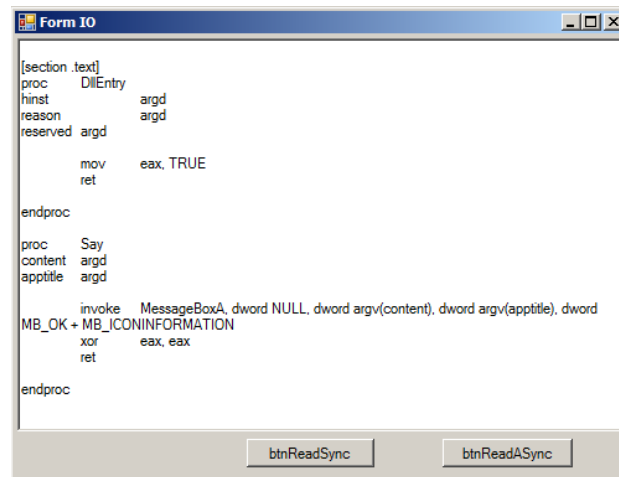 Form IO
[section .text]
proc DllEntry
hinst argd
reason argd
reserved argd
mov eax, TRUE
ret
endproc
proc Say
content argd
apptitle argd
invoke MessageBoxA, dword NULL, dword argv(content), dword argv(apptitle), dword
MB_OK + MB_ICONINFORMATION
xor eax, eax
ret
endproc
btnReadSync btnReadASync